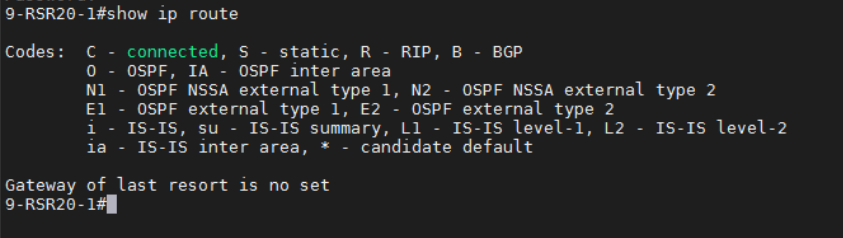 9-RSR20-1#show ip route
Codes:  C - connected, S - static, R - RIP, B - BGP
        O - OSPF, IA - OSPF inter area
        N1 - OSPF NSSA external type 1, N2 - OSPF NSSA external type 2
        E1 - OSPF external type 1, E2 - OSPF external type 2
        i - IS-IS, su - IS-IS summary, L1 - IS-IS level-1, L2 - IS-IS level-2
        ia - IS-IS inter area, * - candidate default
Gateway of last resort is no set
9-RSR20-1#